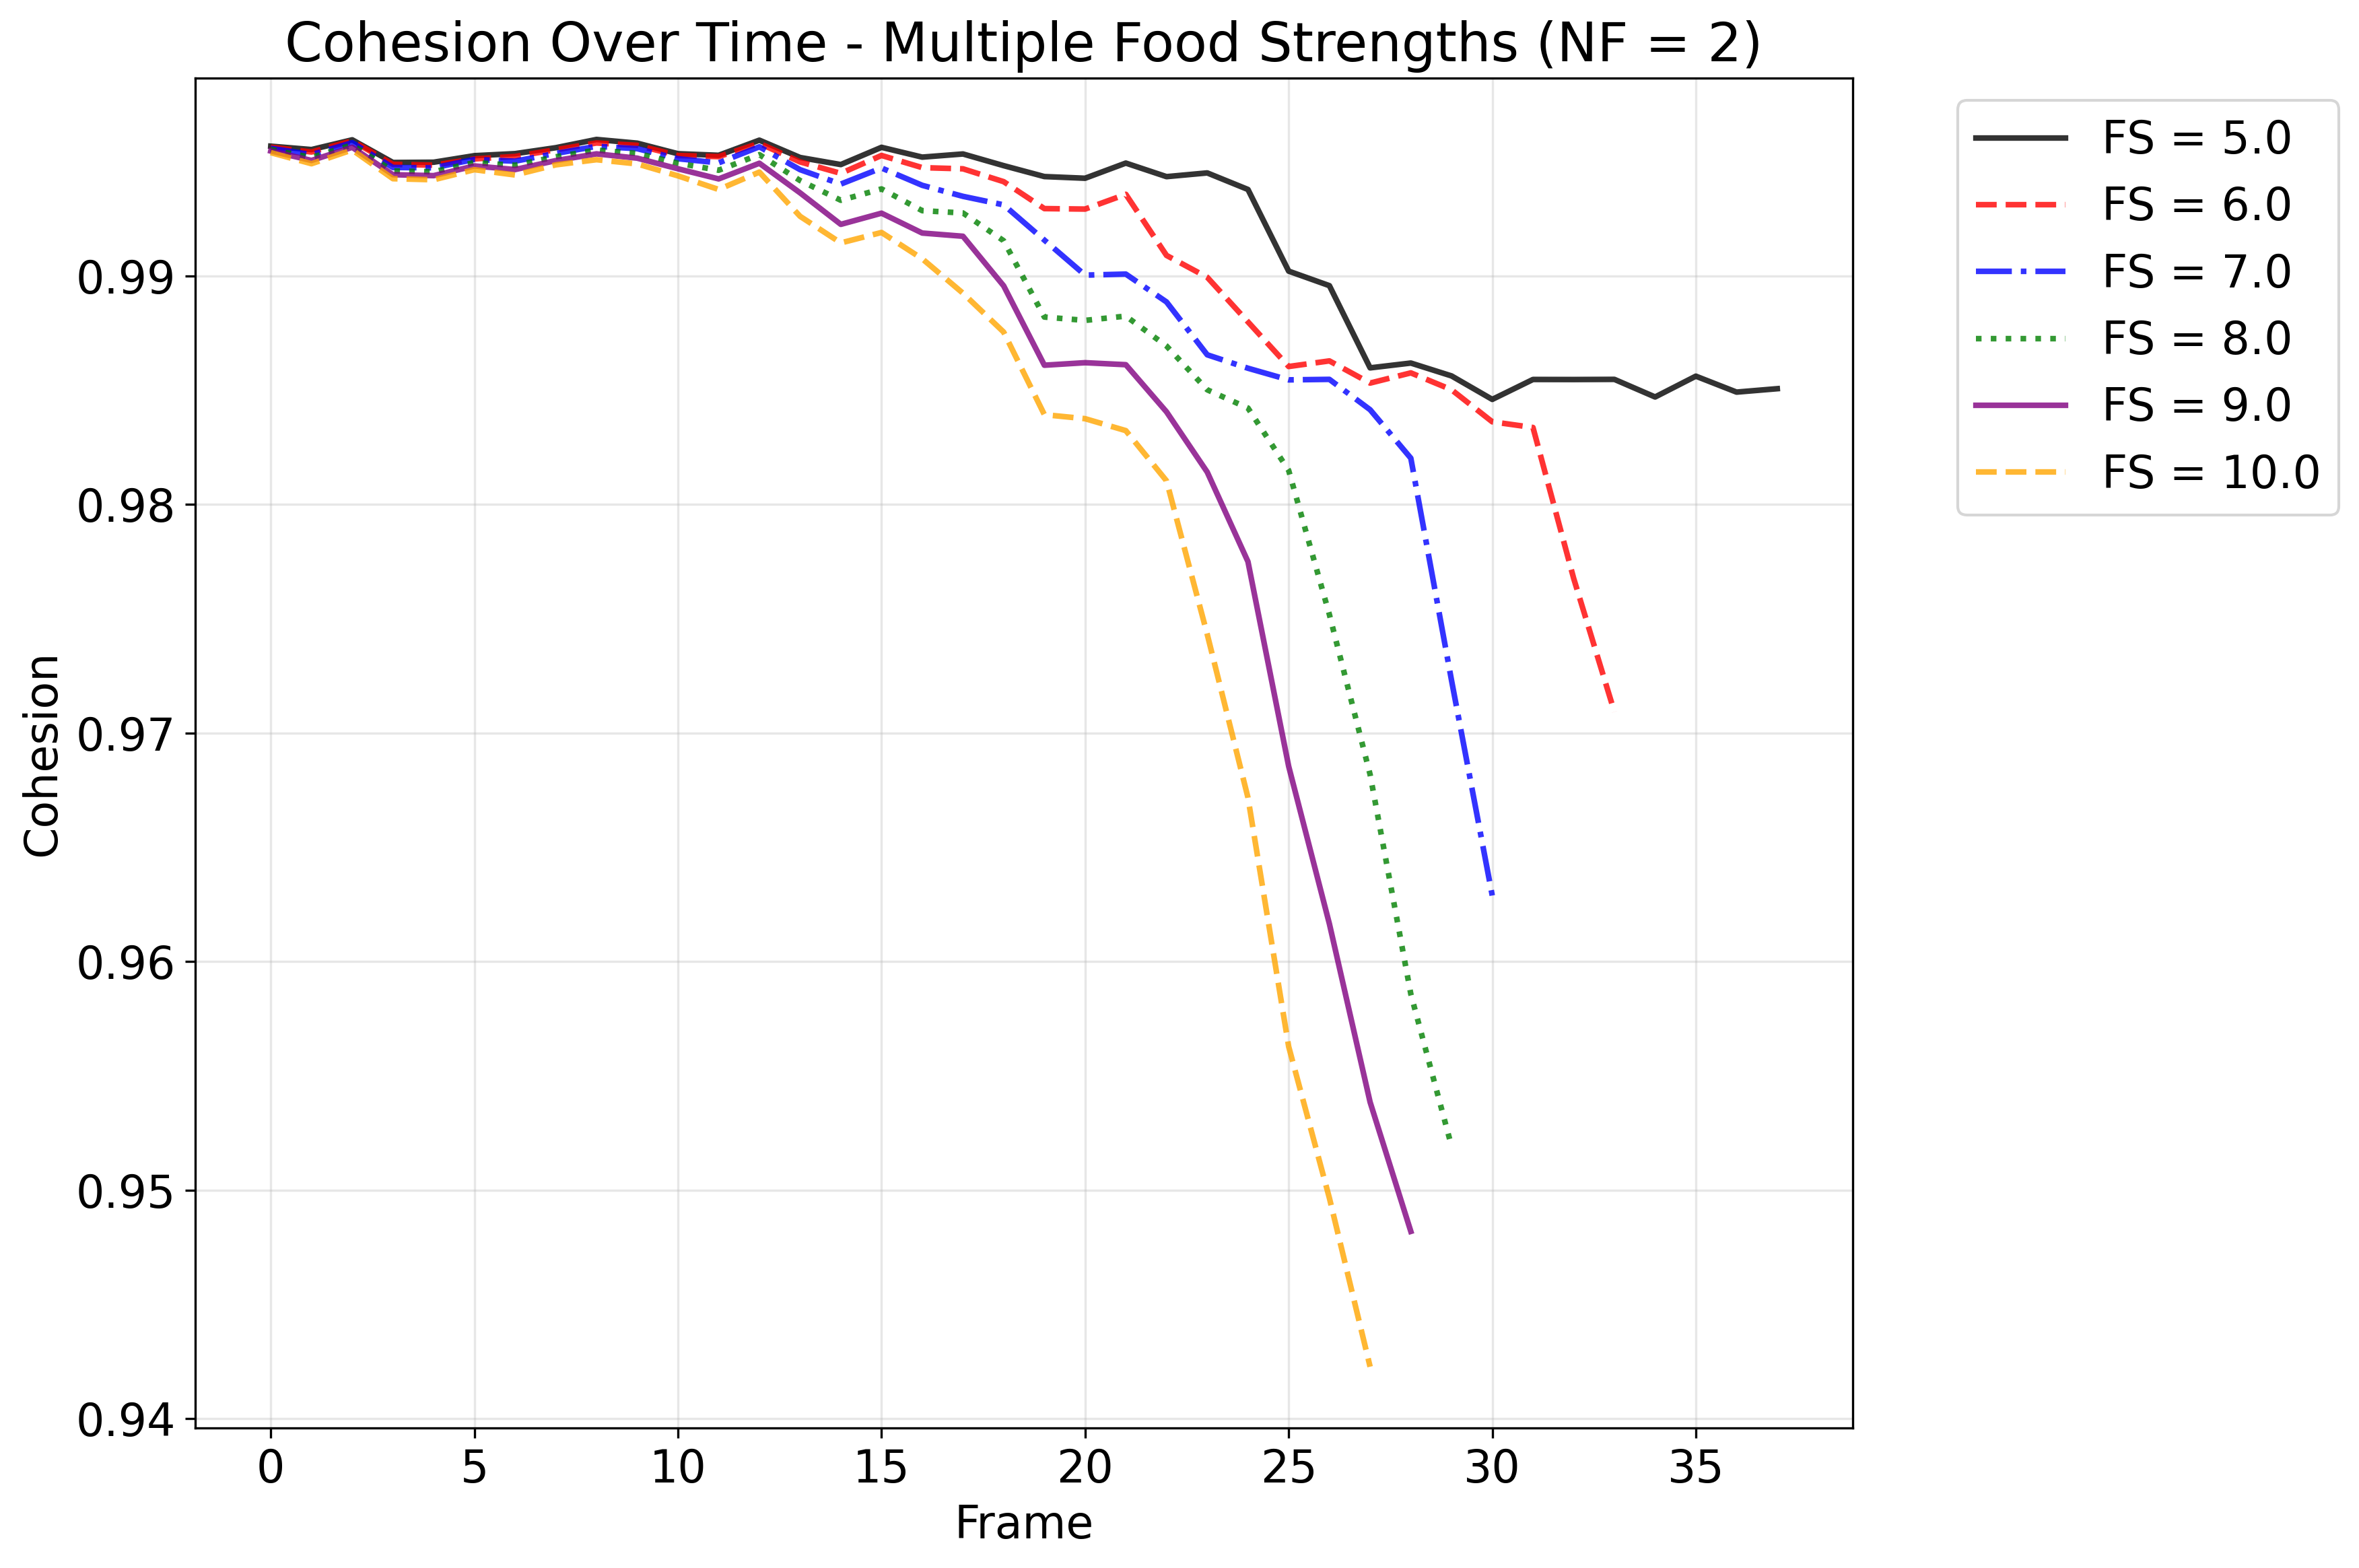 Cohesion Over Time - Multiple Food Strengths (NF = 2)
FS = 5.0
FS = 6.0
FS = 7.0
FS = 8.0
FS = 9.0
FS = 10.0
Cohesion
0.99
0.98
0.97
0.96
0.95
0.94
0 5 10 15 20 25 30 35
Frame